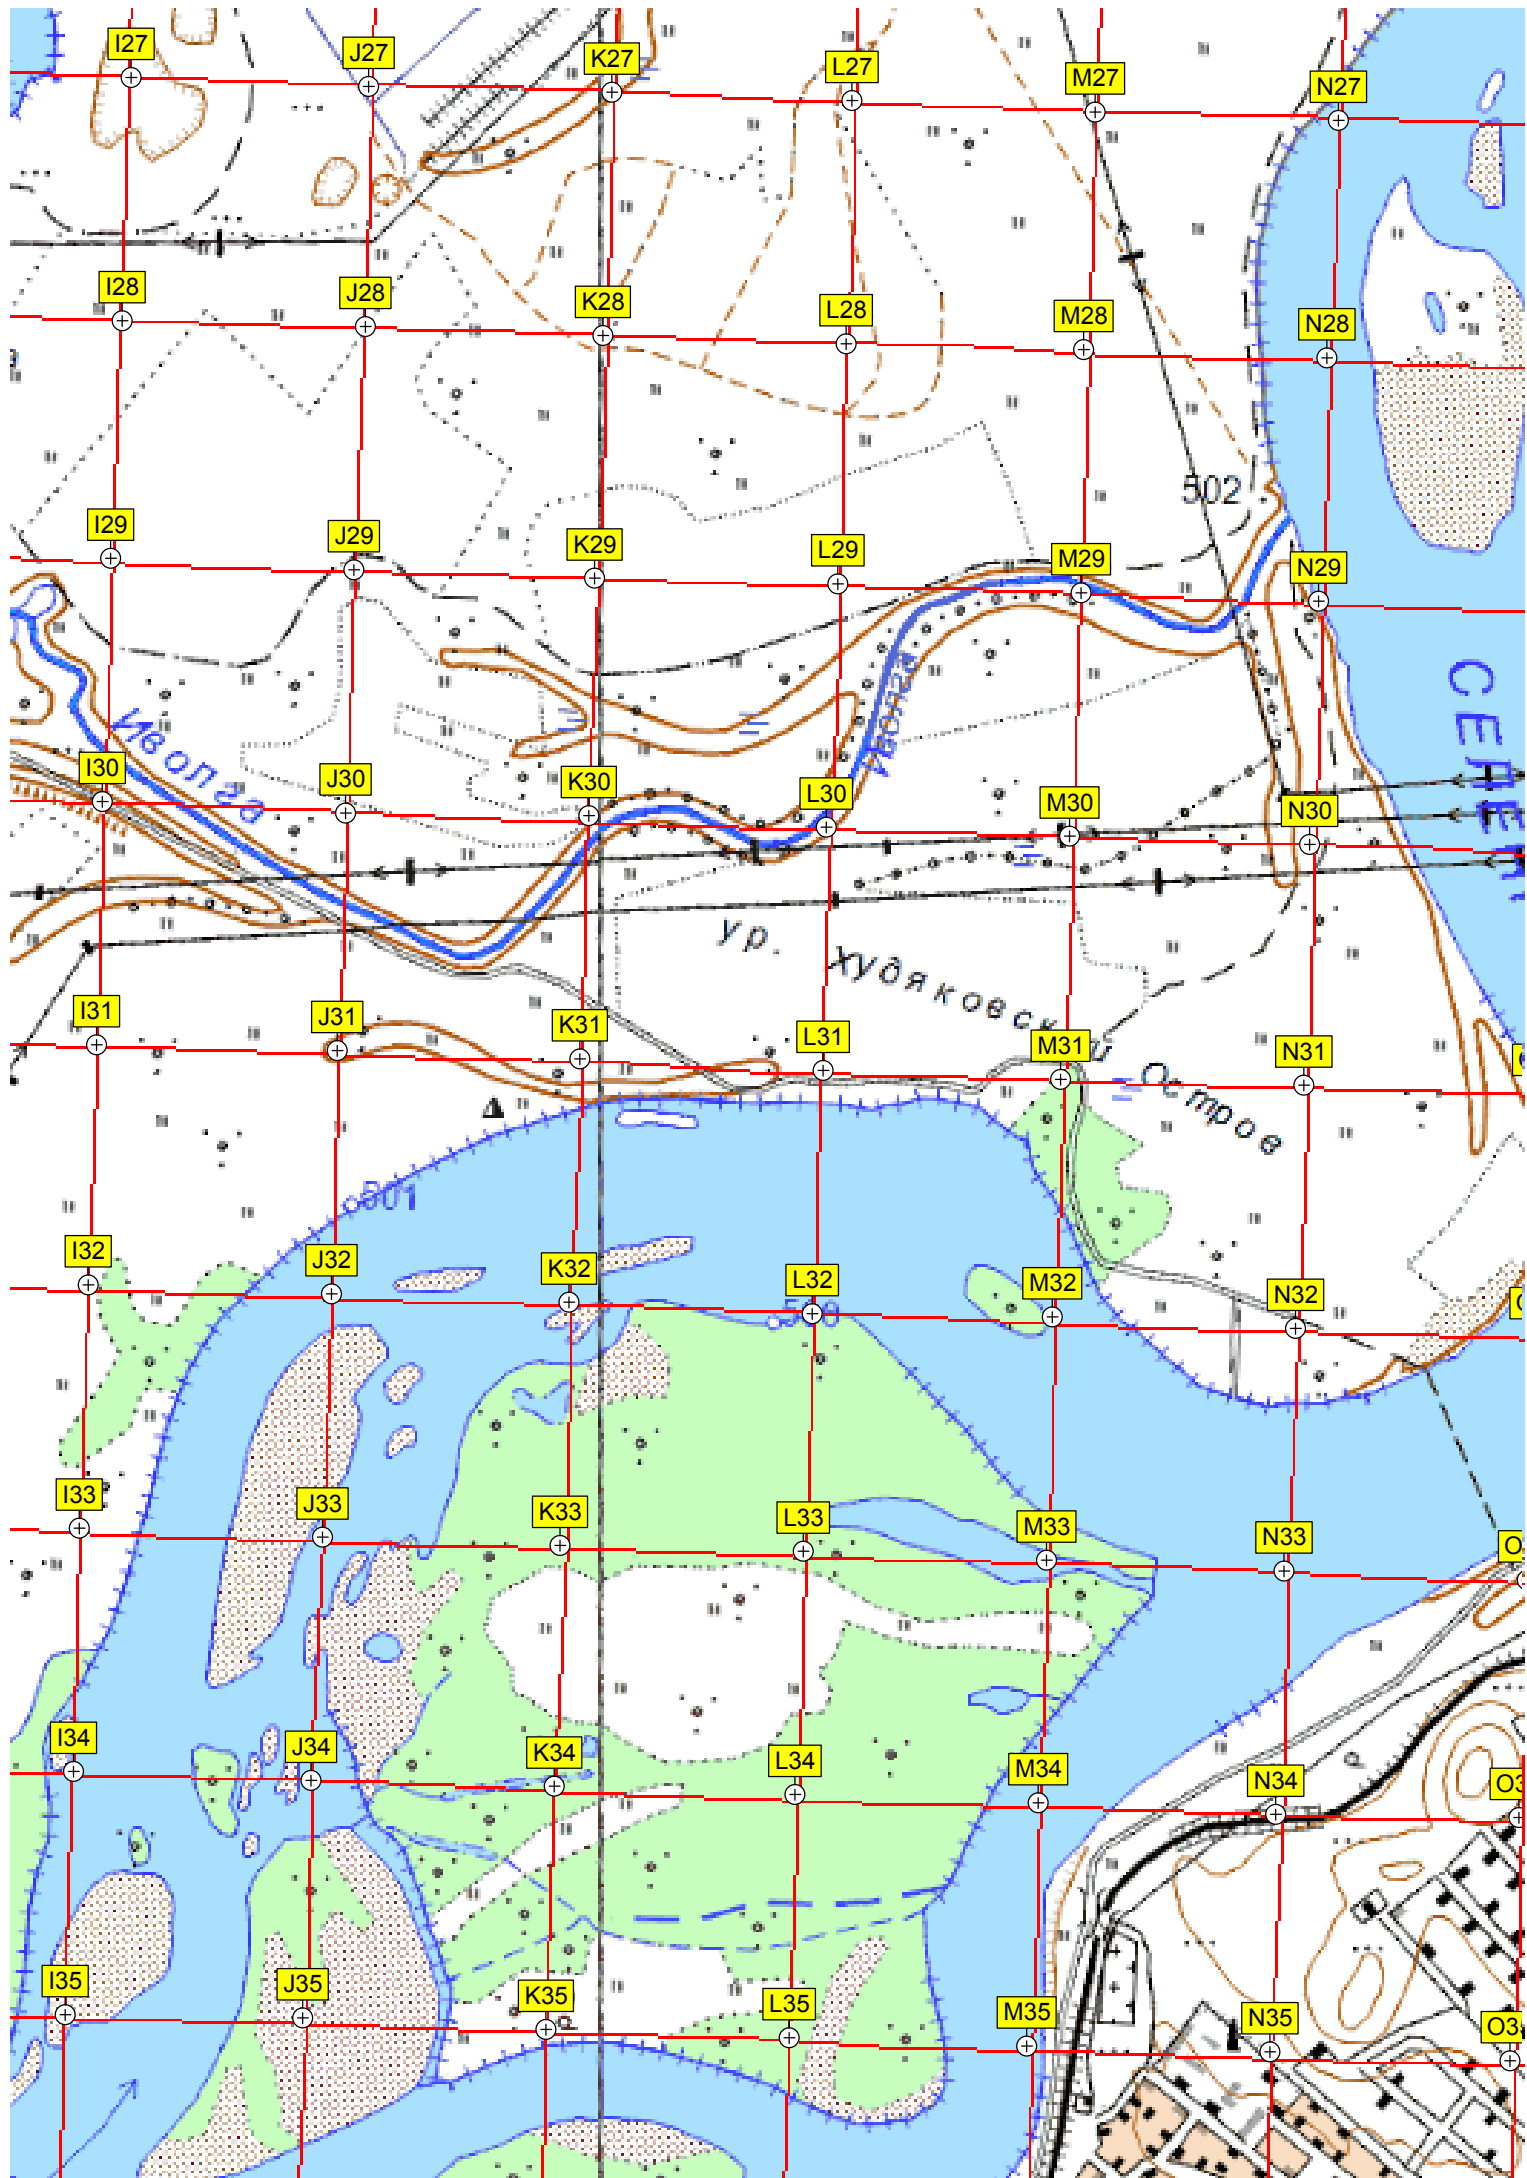 I27 J27 K27 L27 M27 N27
I28 J28 K28 L28 M28 N28
502
I29 J29 K29 L29 M29 N29
Иволга
Иволга
СЕЛЕН
I30 J30 K30 L30 M30 N30
ур. Худяковский Остров
I31 J31 K31 L31 M31 N31
I32 J32 K32 L32 M32 N32
I33 J33 K33 L33 M33 N33
I34 J34 K34 L34 M34 N34 O3
I35 J35 K35 L35 M35 N35 O3